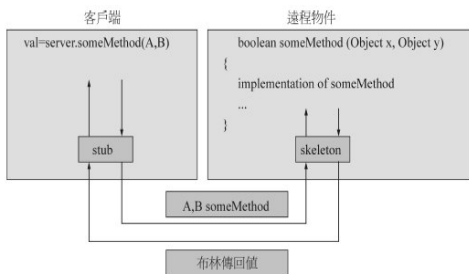 客戶端
val=server.someMethod(A,B)
stub
遠程物件
boolean someMethod (Object x, Object y)
{
implementation of someMethod
...
}
skeleton
A,B someMethod
布林傳回值